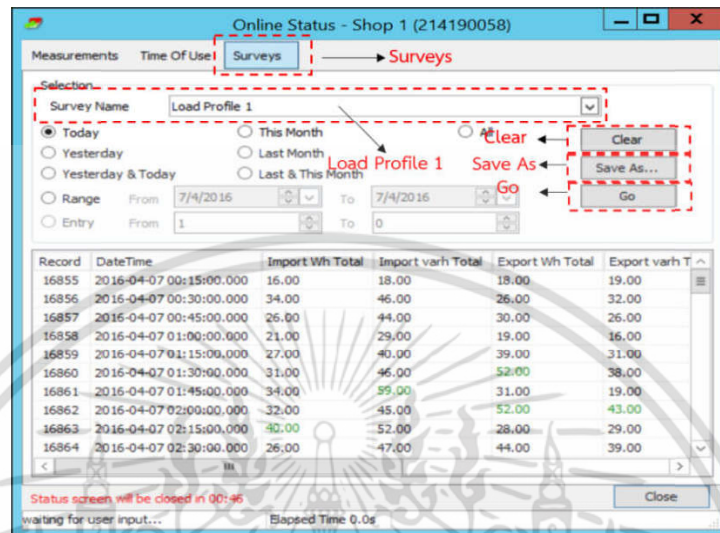 Online Status - Shop 1 (214190058)
Measurements Time Of Use Surveys Surveys
Selection
Survey Name Load Profile 1
Today This Month All Clear Clear
Yesterday Last Month Load Profile 1 Save As Save As...
Yesterday & Today Last & This Month Go Go
Range From 7/4/2016 To 7/4/2016
Entry From 1 To 0
Record DateTime Import Wh Total Import varh Total Export Wh Total Export varh T
16855 2016-04-07 00:15:00.000 16.00 18.00 18.00 19.00
16856 2016-04-07 00:30:00.000 34.00 46.00 26.00 32.00
16857 2016-04-07 00:45:00.000 26.00 44.00 30.00 26.00
16858 2016-04-07 01:00:00.000 21.00 29.00 19.00 16.00
16859 2016-04-07 01:15:00.000 27.00 40.00 39.00 31.00
16860 2016-04-07 01:30:00.000 31.00 46.00 52.00 38.00
16861 2016-04-07 01:45:00.000 34.00 59.00 31.00 19.00
16862 2016-04-07 02:00:00.000 32.00 45.00 52.00 43.00
16863 2016-04-07 02:15:00.000 40.00 52.00 28.00 29.00
16864 2016-04-07 02:30:00.000 26.00 47.00 44.00 39.00
Status screen will be closed in 00:46 Close
waiting for user input... Elapsed Time 0.0s